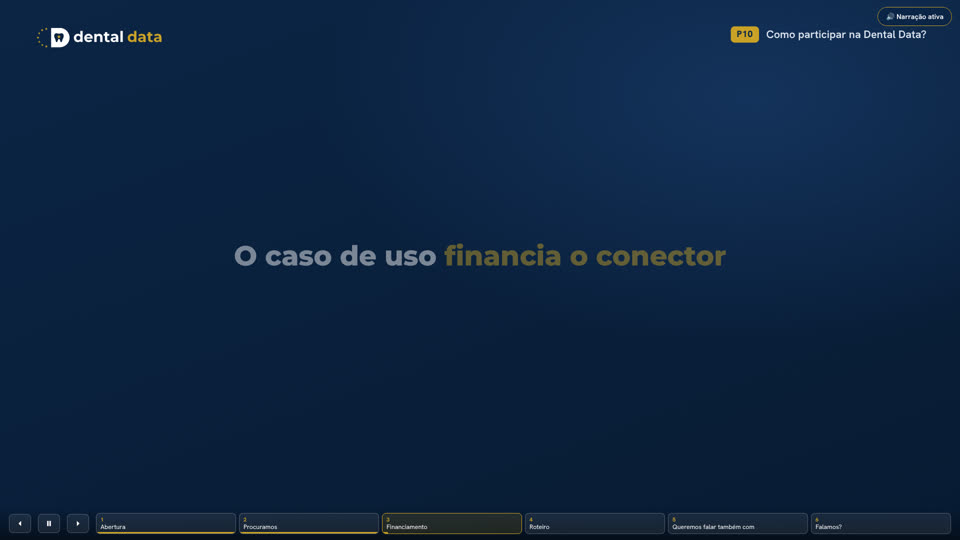 Narração ativa
dental data
P10 Como participar na Dental Data?
O caso de uso financia o conector
1
Abertura
2
Procuramos
3
Financiamento
4
Roteiro
5
Queremos falar também com
6
Falamos?